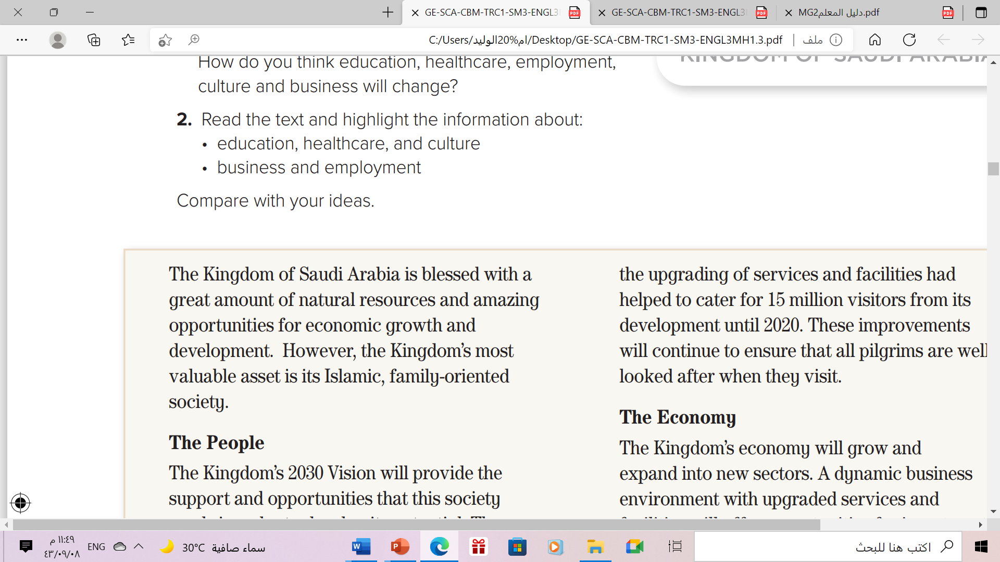 GE-SCA-CBM-TRC1-SM3-ENGL3
GE-SCA-CBM-TRC1-SM3-ENGL3
دليل المعلمMG2.pdf
C:/Users/ام%20الوليد/Desktop/GE-SCA-CBM-TRC1-SM3-ENGL3MH1.3.pdf
ملف
How do you think education, healthcare, employment,
culture and business will change?
KINGDOM OF SAUDI ARABIA
2. Read the text and highlight the information about:
• education, healthcare, and culture
• business and employment
Compare with your ideas.
The Kingdom of Saudi Arabia is blessed with a
great amount of natural resources and amazing
opportunities for economic growth and
development. However, the Kingdom's most
valuable asset is its Islamic, family-oriented
society.
The People
The Kingdom's 2030 Vision will provide the
support and opportunities that this society
the upgrading of services and facilities had
helped to cater for 15 million visitors from its
development until 2020. These improvements
will continue to ensure that all pilgrims are well
looked after when they visit.
The Economy
The Kingdom's economy will grow and
expand into new sectors. A dynamic business
environment with upgraded services and
١١:٤٩ م
٤٣/٠٩/٠٨
ENG
30°C سماء صافية
اكتب هنا للبحث